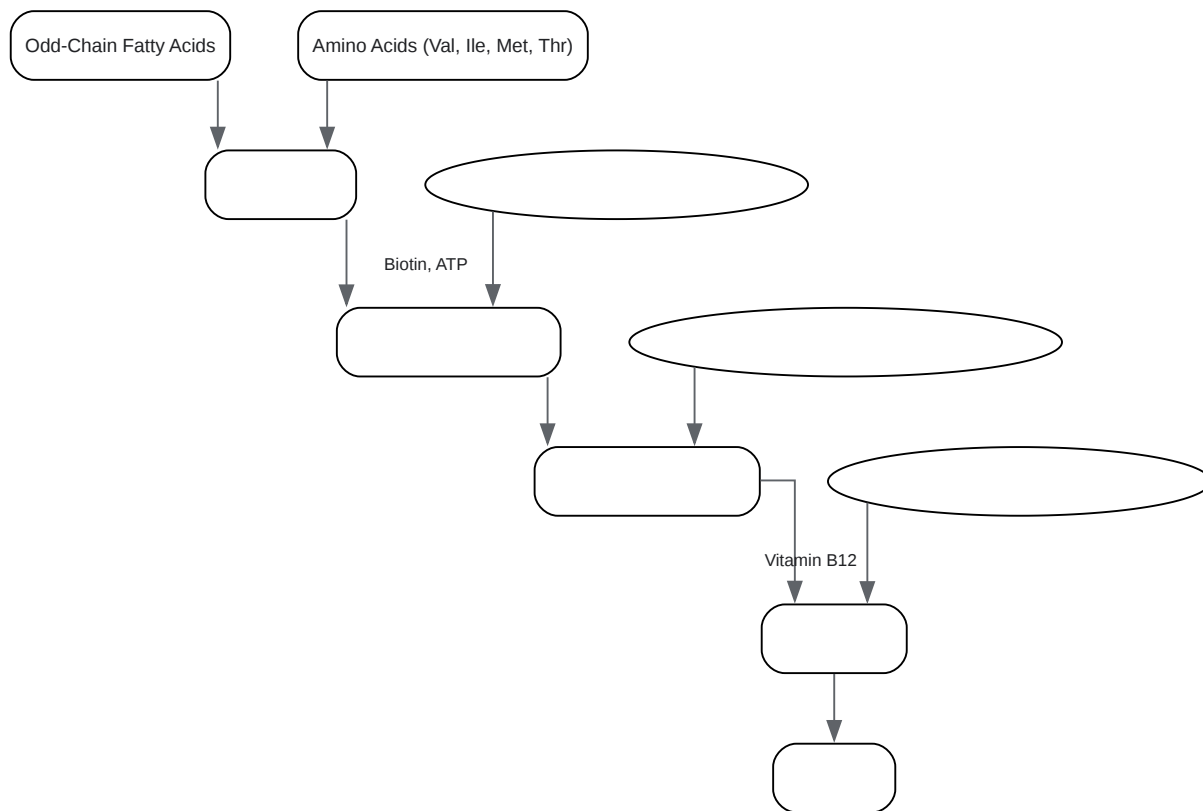 Odd-Chain Fatty Acids
Amino Acids (Val, Ile, Met, Thr)
Biotin, ATP
Vitamin B12